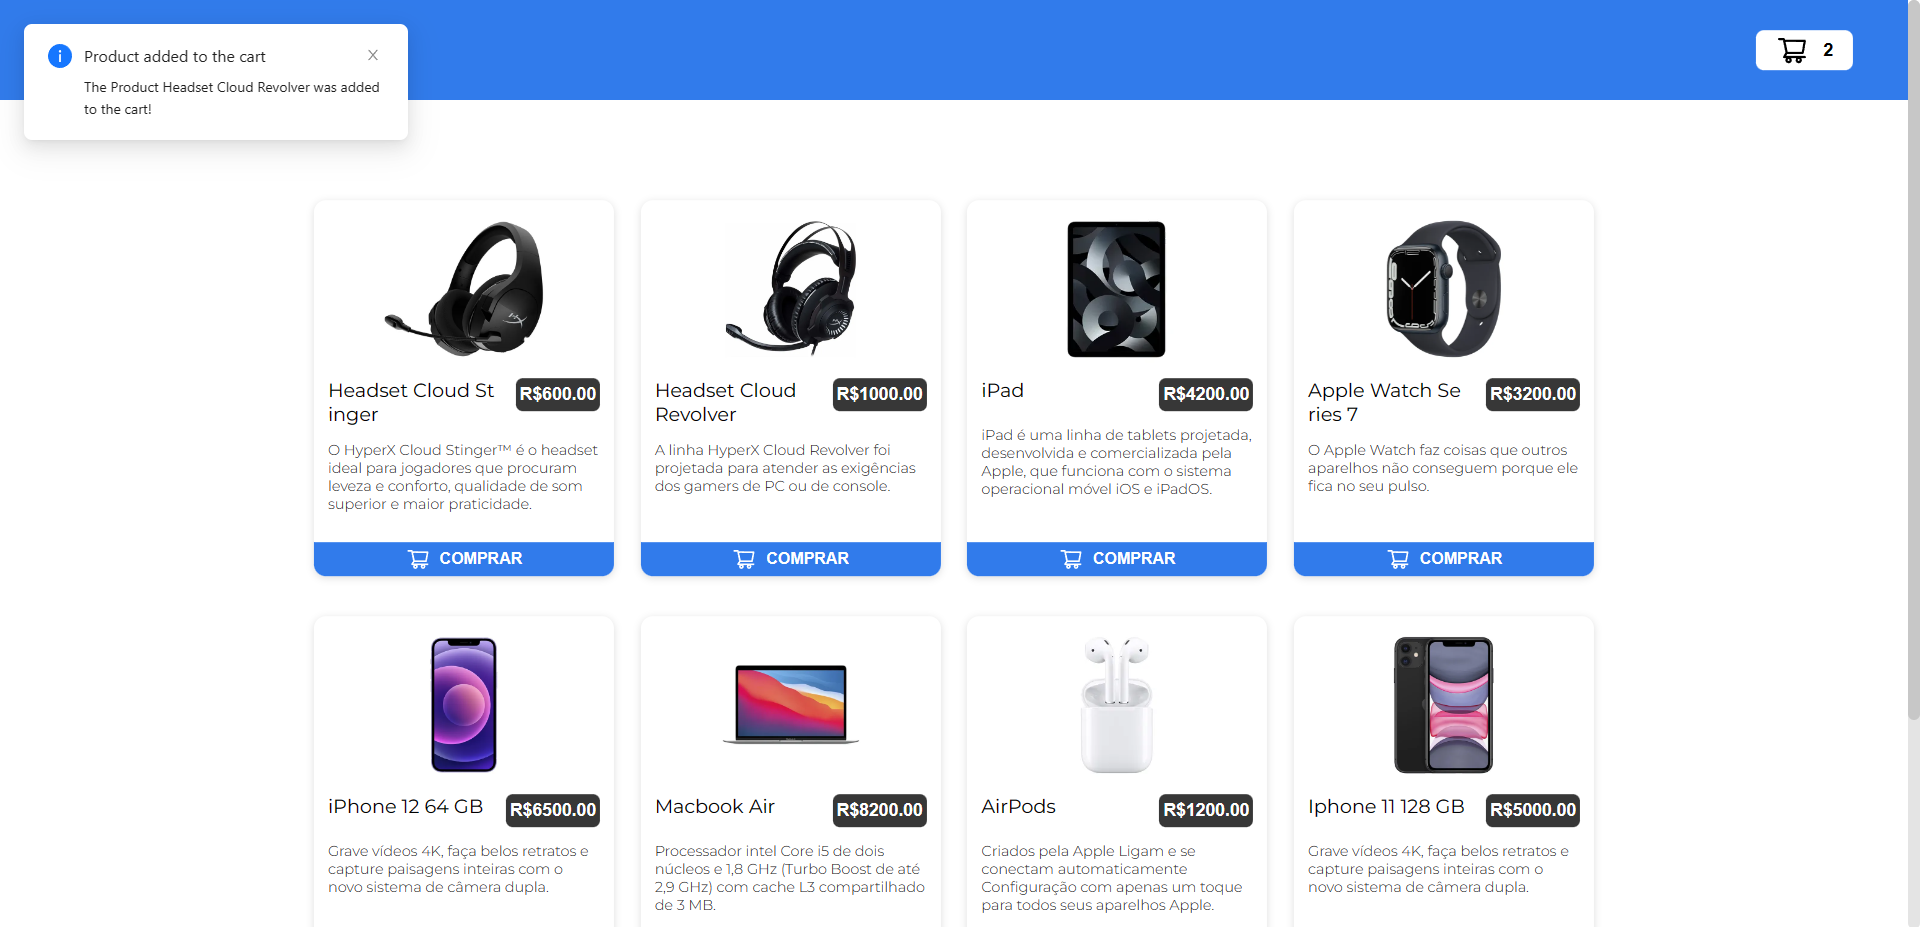 Product added to the cart
The Product Headset Cloud Revolver was added
to the cart!
2
Headset Cloud St
inger
R$600.00
O HyperX Cloud Stinger™ é o headset
ideal para jogadores que procuram
leveza e conforto, qualidade de som
superior e maior praticidade.
COMPRAR
Headset Cloud
Revolver
R$1000.00
A linha HyperX Cloud Revolver foi
projetada para atender as exigências
dos gamers de PC ou de console.
COMPRAR
iPad
R$4200.00
iPad é uma linha de tablets projetada,
desenvolvida e comercializada pela
Apple, que funciona com o sistema
operacional móvel iOS e iPadOS.
COMPRAR
Apple Watch Se
ries 7
R$3200.00
O Apple Watch faz coisas que outros
aparelhos não conseguem porque ele
fica no seu pulso.
COMPRAR
iPhone 12 64 GB
R$6500.00
Grave vídeos 4K, faça belos retratos e
capture paisagens inteiras com o
novo sistema de câmera dupla.
Macbook Air
R$8200.00
Processador intel Core i5 de dois
núcleos e 1,8 GHz (Turbo Boost de até
2,9 GHz) com cache L3 compartilhado
de 3 MB.
AirPods
R$1200.00
Criados pela Apple Ligam e se
conectam automaticamente
Configuração com apenas um toque
para todos seus aparelhos Apple.
Iphone 11 128 GB
R$5000.00
Grave vídeos 4K, faça belos retratos e
capture paisagens inteiras com o
novo sistema de câmera dupla.